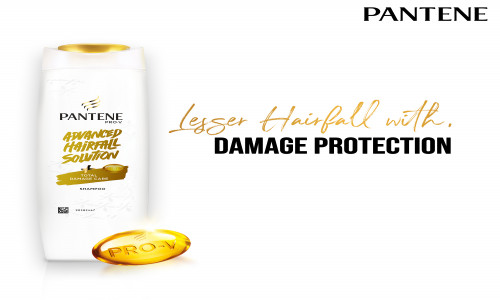 PANTENE
Lesser Hairfall with.
DAMAGE PROTECTION
PANTENE
PRO-V
ADVANCED
HAIRFALL
SOLUTION
TOTAL
DAMAGE CARE
SHAMPOO
PRO-V